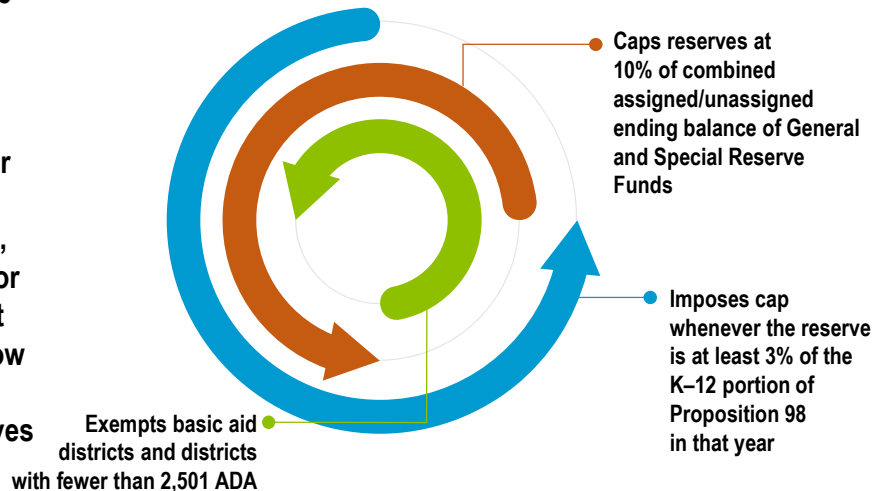 Caps reserves at
10% of combined
assigned/unassigned
ending balance of General
and Special Reserve
Funds
Imposes cap
whenever the reserve
is at least 3% of the
K–12 portion of
Proposition 98
in that year
Exempts basic aid
districts and districts
with fewer than 2,501 ADA